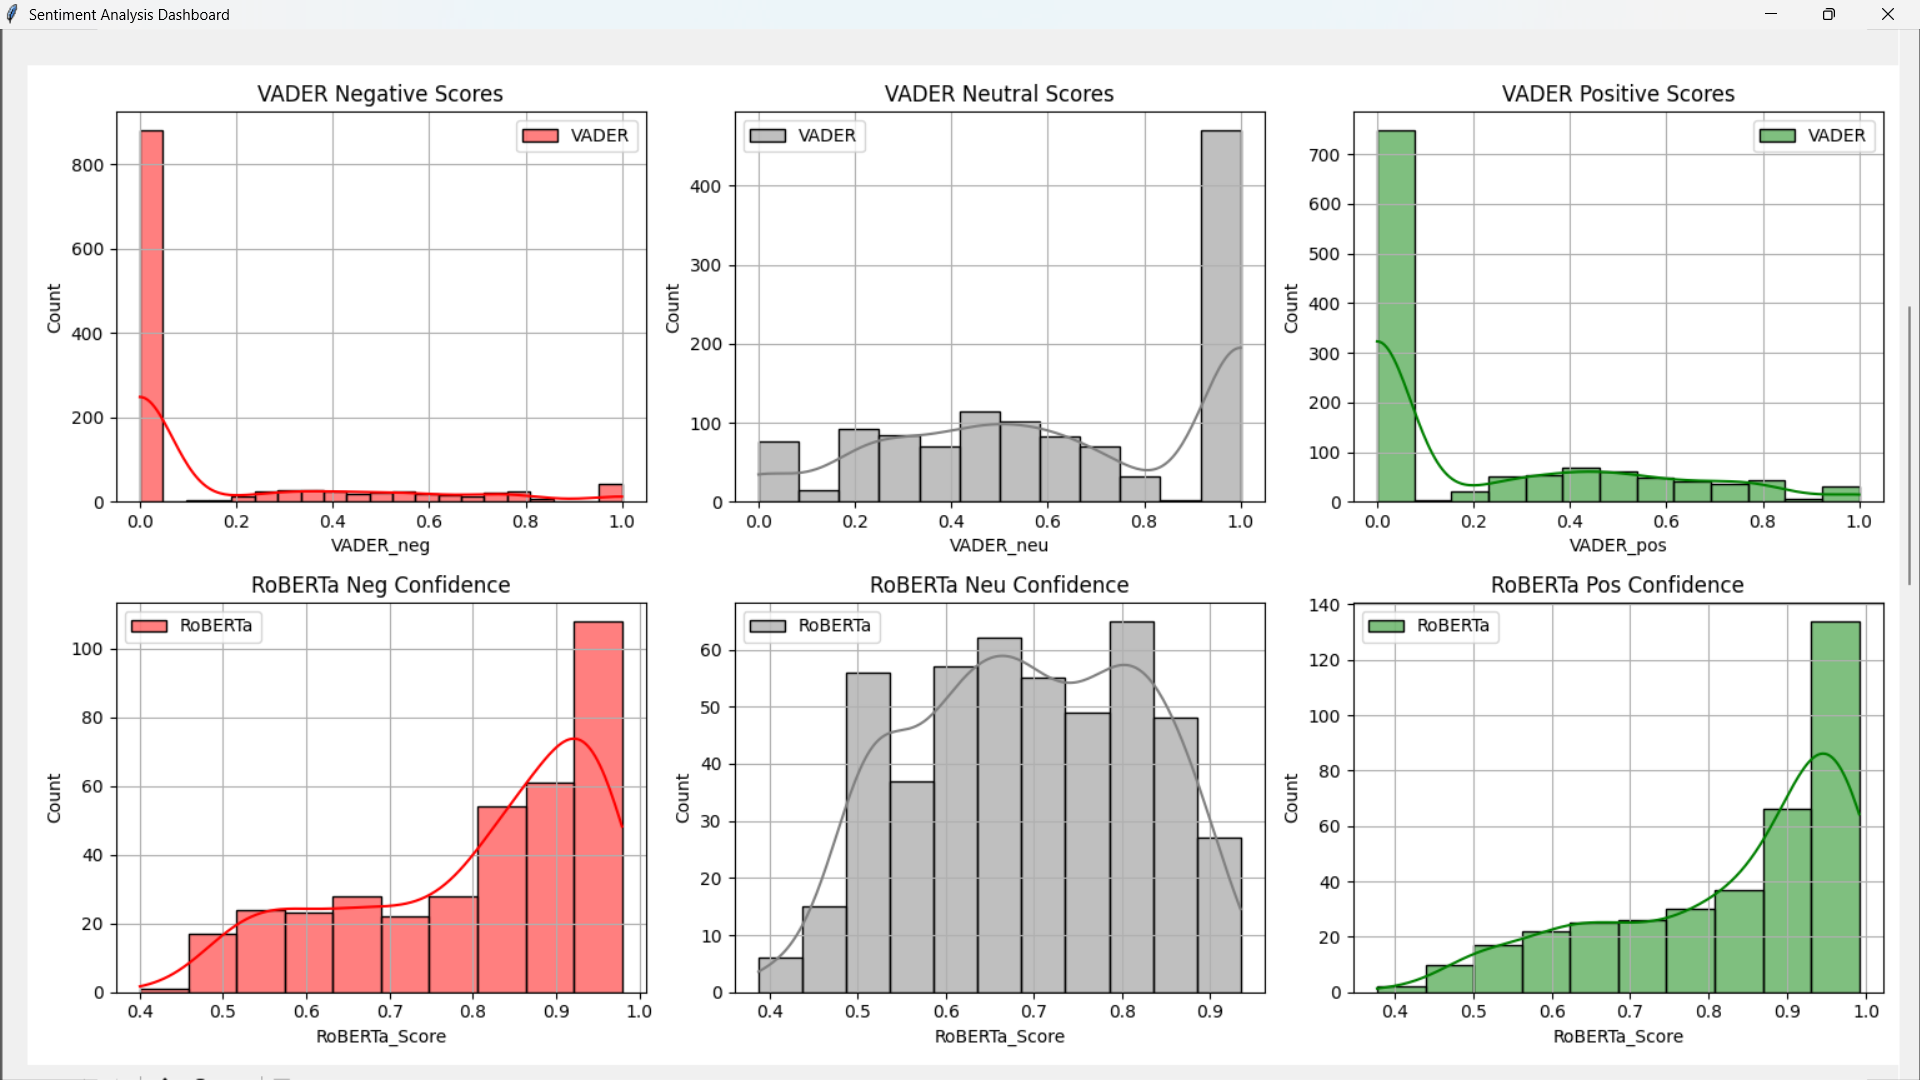 Sentiment Analysis Dashboard
VADER Negative Scores
VADER
800
600
400
200
0
Count
0.0 0.2 0.4 0.6 0.8 1.0
VADER_neg
VADER Neutral Scores
VADER
400
300
200
100
0
Count
0.0 0.2 0.4 0.6 0.8 1.0
VADER_neu
VADER Positive Scores
VADER
700
600
500
400
300
200
100
0
Count
0.0 0.2 0.4 0.6 0.8 1.0
VADER_pos
RoBERTa Neg Confidence
RoBERTa
100
80
60
40
20
0
Count
0.4 0.5 0.6 0.7 0.8 0.9 1.0
RoBERTa_Score
RoBERTa Neu Confidence
RoBERTa
60
50
40
30
20
10
0
Count
0.4 0.5 0.6 0.7 0.8 0.9
RoBERTa_Score
RoBERTa Pos Confidence
RoBERTa
140
120
100
80
60
40
20
0
Count
0.4 0.5 0.6 0.7 0.8 0.9 1.0
RoBERTa_Score